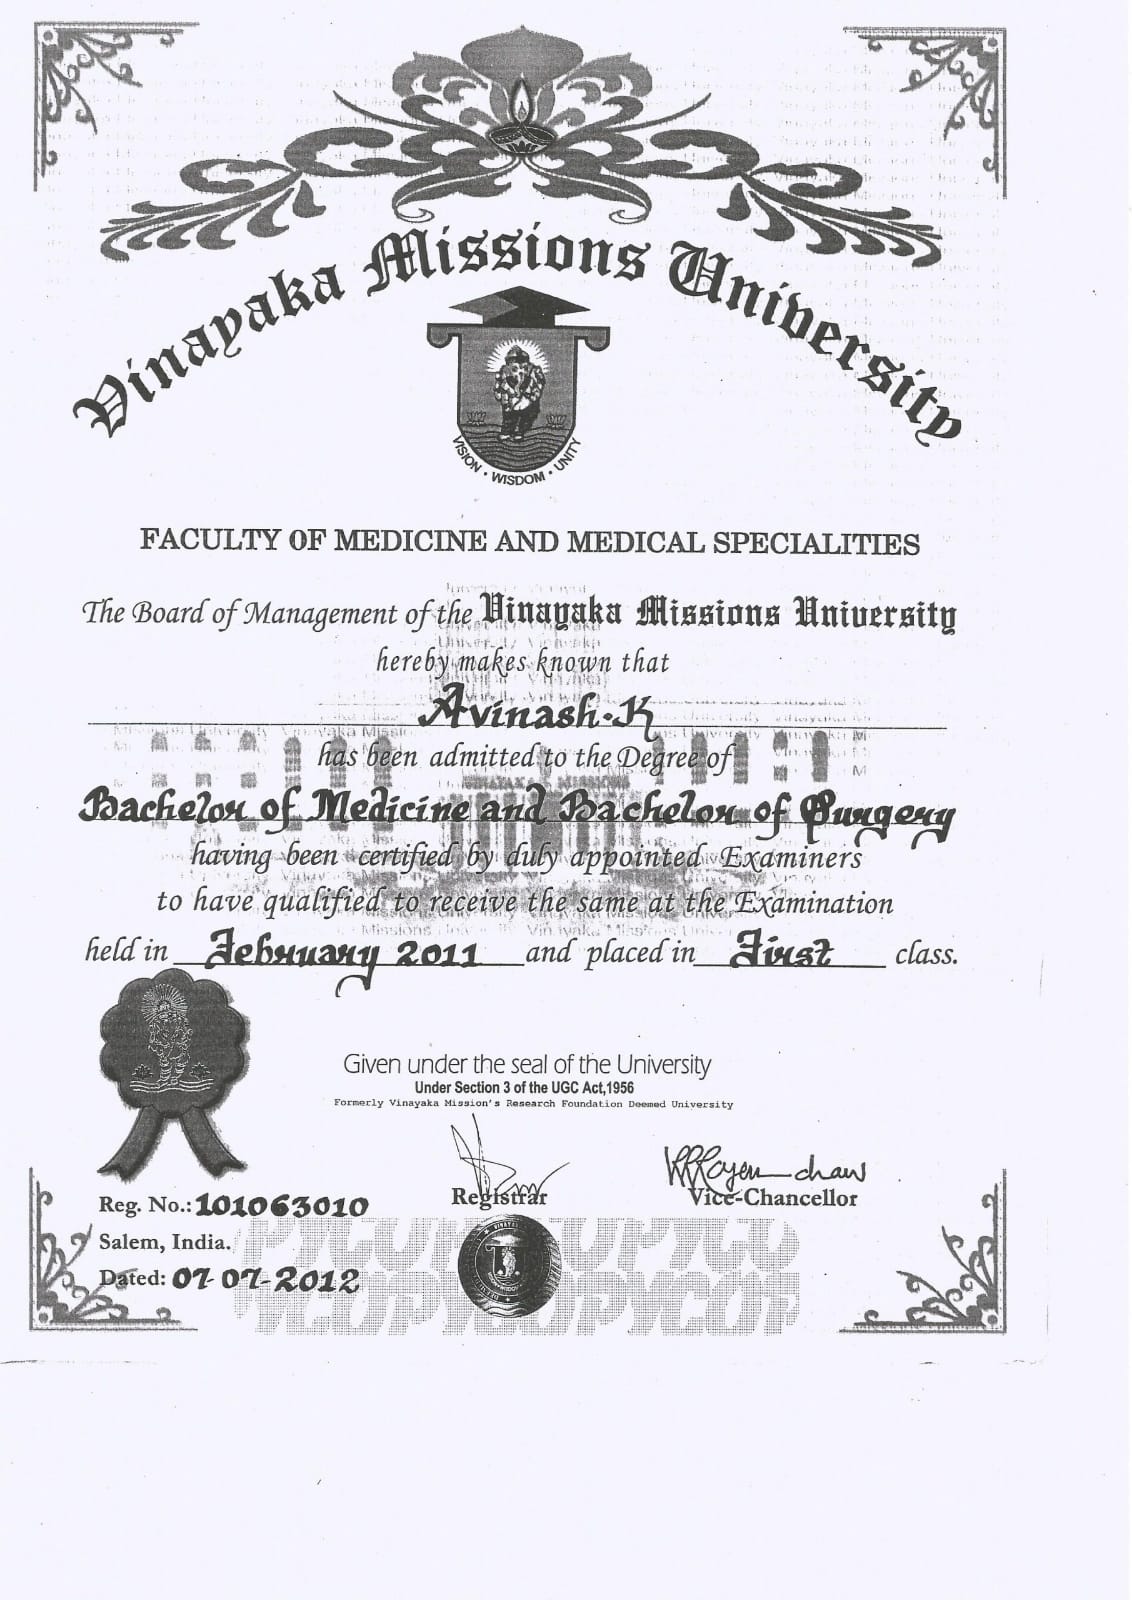 Vinayaka Missions University
VISION • WISDOM • UNITY
FACULTY OF MEDICINE AND MEDICAL SPECIALITIES
The Board of Management of the Vinayaka Missions University
hereby makes known that
Avinash.K
has been admitted to the Degree of
Bachelor of Medicine and Bachelor of Surgery
having been certified by duly appointed Examiners
to have qualified to receive the same at the Examination
held in February 2011 and placed in First class.
Given under the seal of the University
Under Section 3 of the UGC Act,1956
Formerly Vinayaka Mission's Research Foundation Deemed University
Registrar
Vice-Chancellor
Reg. No.: 101063010
Salem, India.
Dated: 07-07-2012